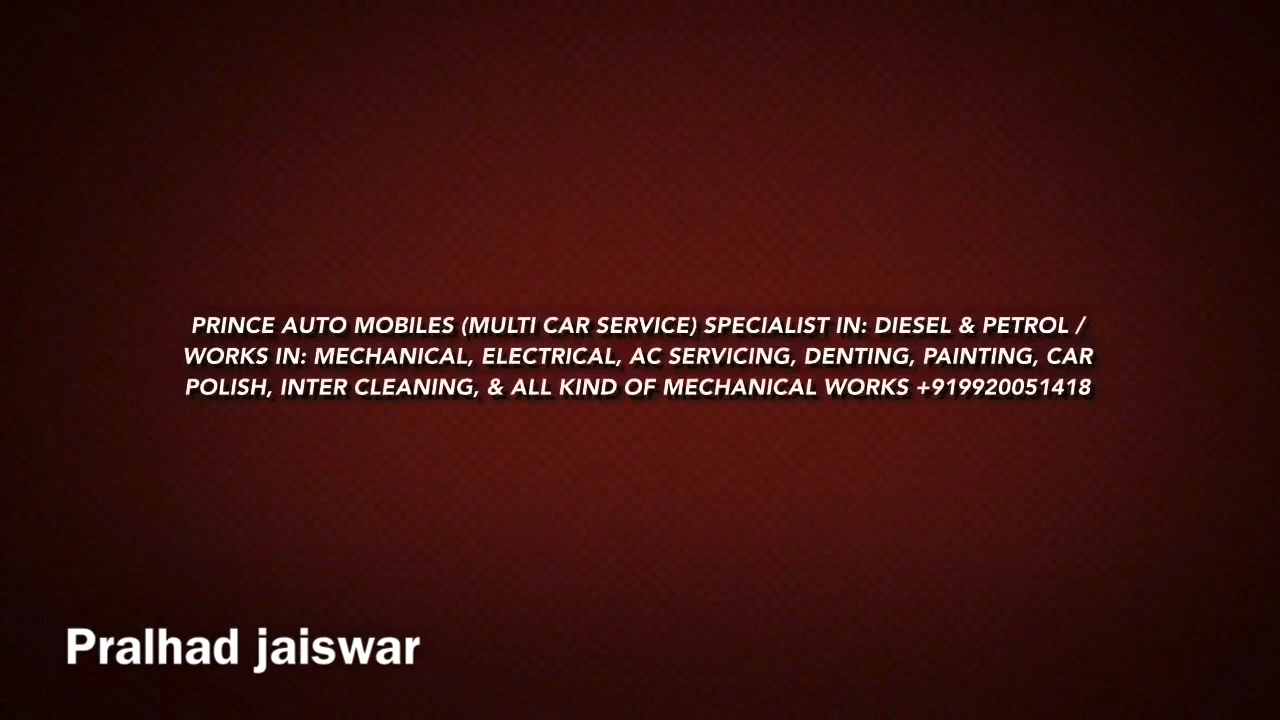 PRINCE AUTO MOBILES (MULTI CAR SERVICE) SPECIALIST IN: DIESEL & PETROL /
WORKS IN: MECHANICAL, ELECTRICAL, AC SERVICING, DENTING, PAINTING, CAR
POLISH, INTER CLEANING, & ALL KIND OF MECHANICAL WORKS +919920051418
Pralhad jaiswar